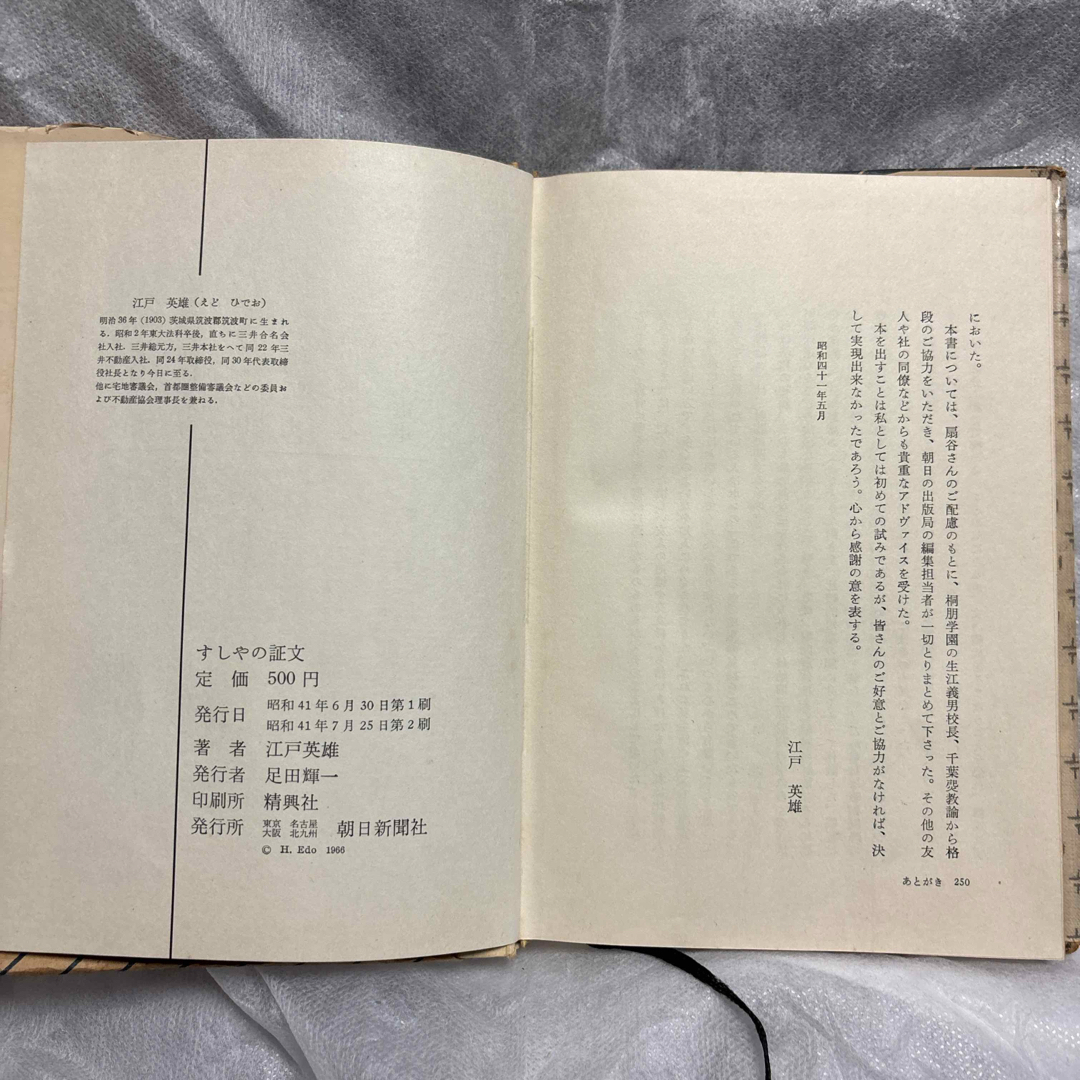 において。
本書については、扇谷さんのご配慮のもとに、桐朋学園の生江義男校長、千葉教諭から格
段のご協力をいただき、朝日の出版局の編集担当者が一切とりまとめて下さった。その他の友
人や社の同僚などからも貴重なアドヴァイスを受けた。
本を出すことは私としては初めての試みであるが、皆さんのご好意とご協力がなければ、決
して実現出来なかったであろう。心から感謝の意を表する。
昭和四十一年五月
江戸 英雄
あとがき 250
江戸 英雄(えど ひでお)
明治36年(1903)茨城県筑波郡筑波町に生まれ
る.昭和2年東大法科卒後,直ちに三井合名会
社入社.三井総元方,三井本社をへて同22年三
井不動産入社.同24年取締役,同30年代表取締
役社長となり今日に至る.
他に宅地審議会,首都圏整備審議会などの委員お
よび不動産協会理事長を兼ねる.
すしやの証文
定 価 500円
発行日 昭和41年6月30日第1刷
昭和41年7月25日第2刷
著 者 江戸英雄
発行者 足田輝一
印刷所 精興社
発行所 東京 名古屋 大阪 北九州 朝日新聞社
© H. Edo 1966